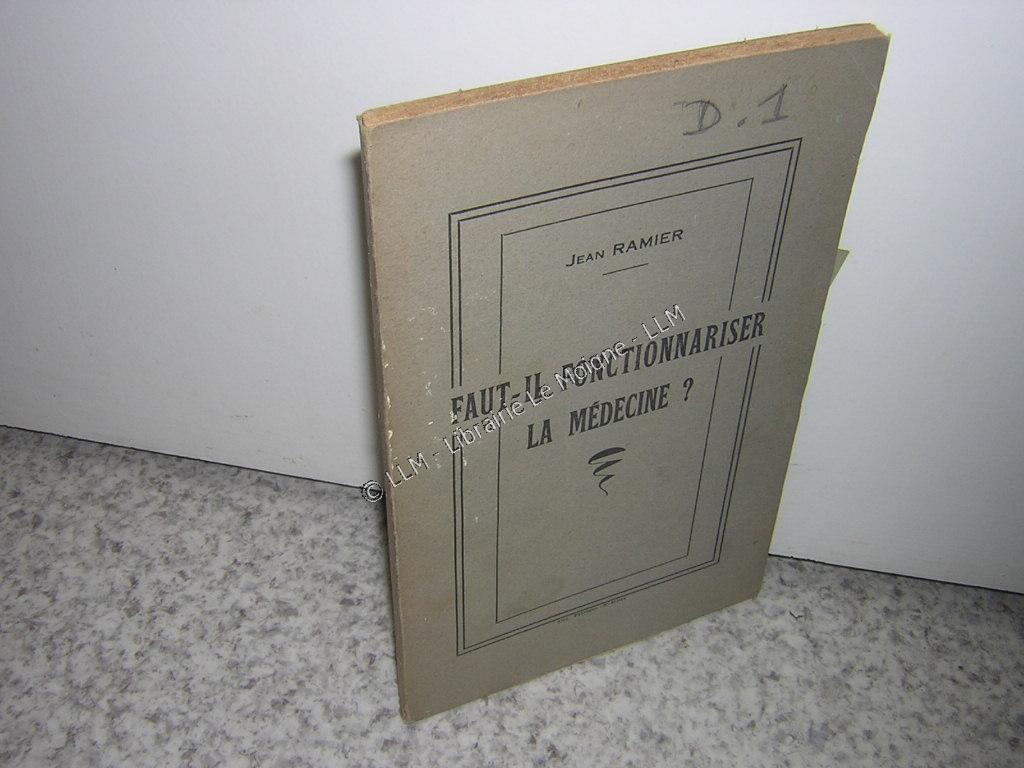 D.1
Jean RAMIER
FAUT-IL FONCTIONNARISER
LA MÉDECINE ?
© LLM - Librairie Le Moigne - LLM